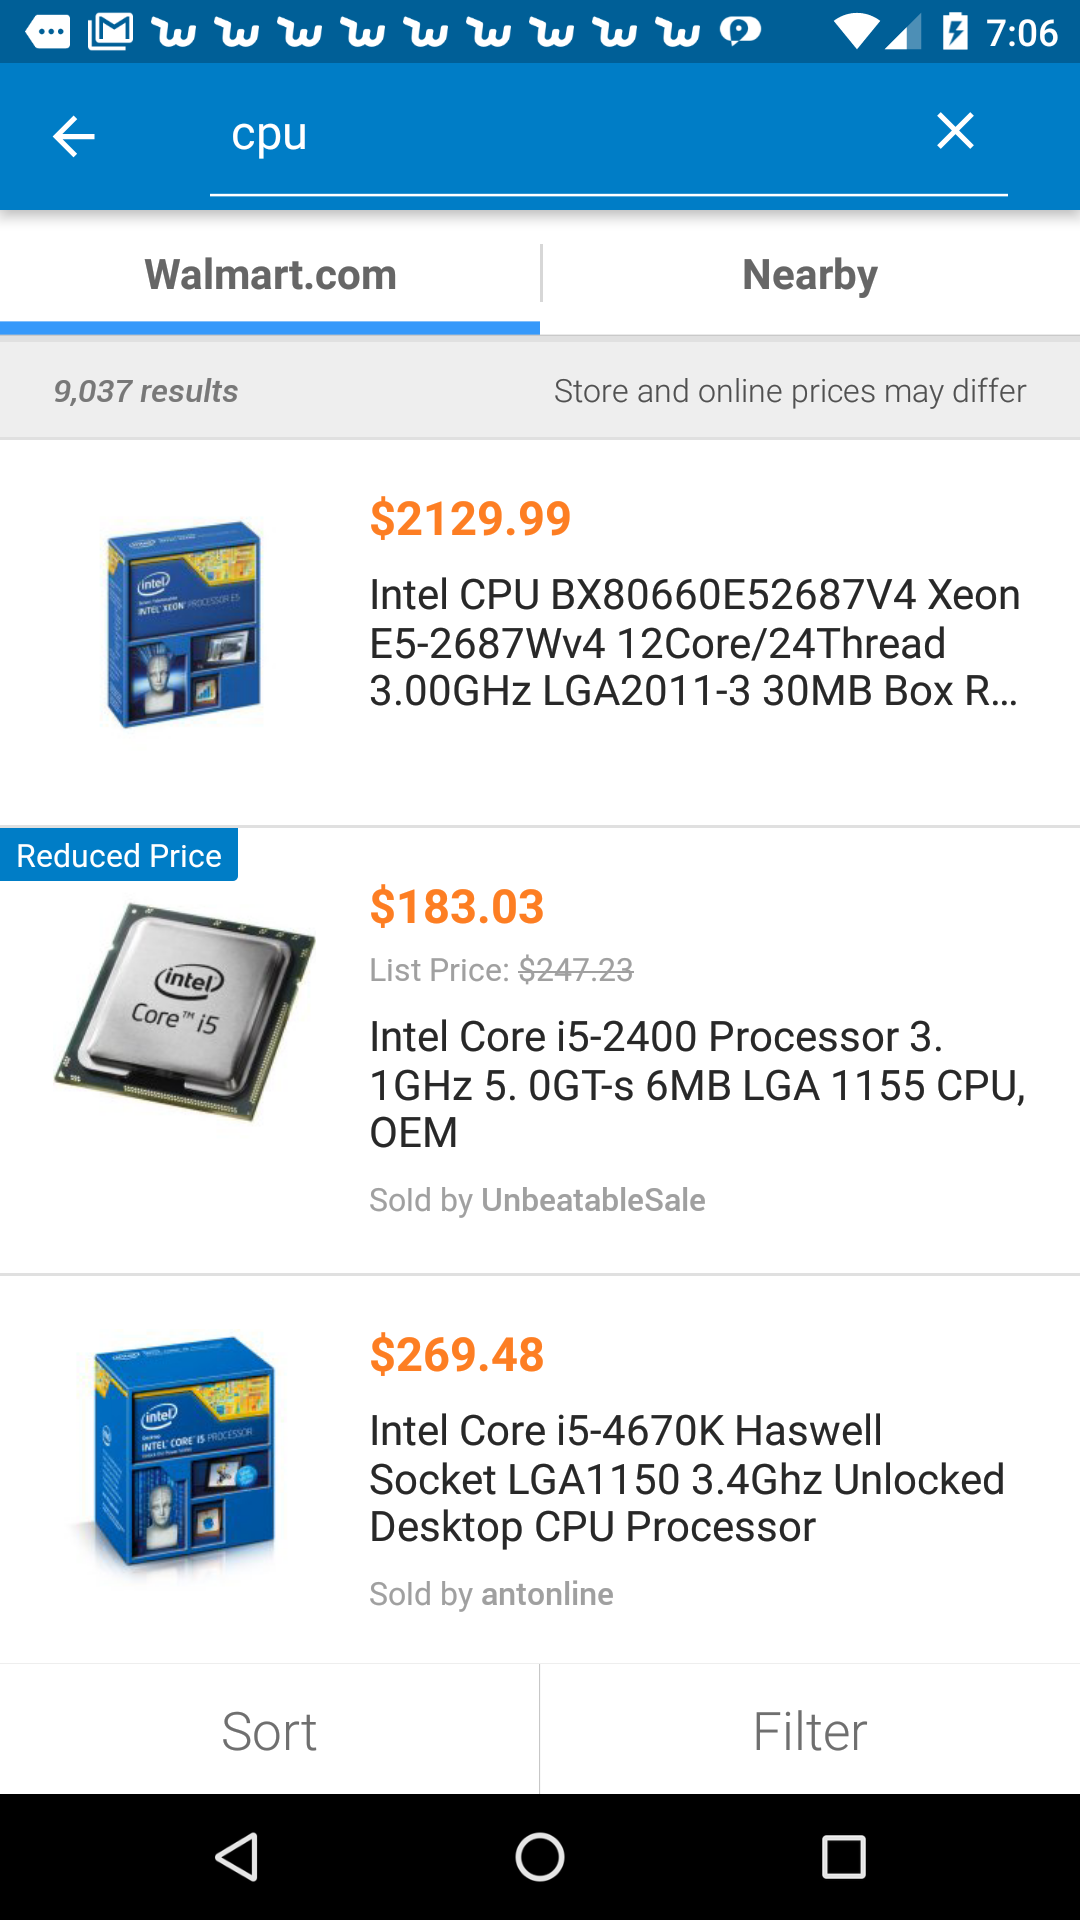 7:06
cpu
Walmart.com
Nearby
9,037 results
Store and online prices may differ
$2129.99
Intel CPU BX80660E52687V4 Xeon
E5-2687Wv4 12Core/24Thread
3.00GHz LGA2011-3 30MB Box R...
intel
INTEL® XEON® PROCESSOR E5
Reduced Price
$183.03
List Price: $247.23
Intel Core i5-2400 Processor 3.
1GHz 5. 0GT-s 6MB LGA 1155 CPU,
OEM
Sold by UnbeatableSale
intel
Core™ i5
$269.48
Intel Core i5-4670K Haswell
Socket LGA1150 3.4Ghz Unlocked
Desktop CPU Processor
Sold by antonline
intel
INTEL® CORE™ i5 PROCESSOR
Sort
Filter